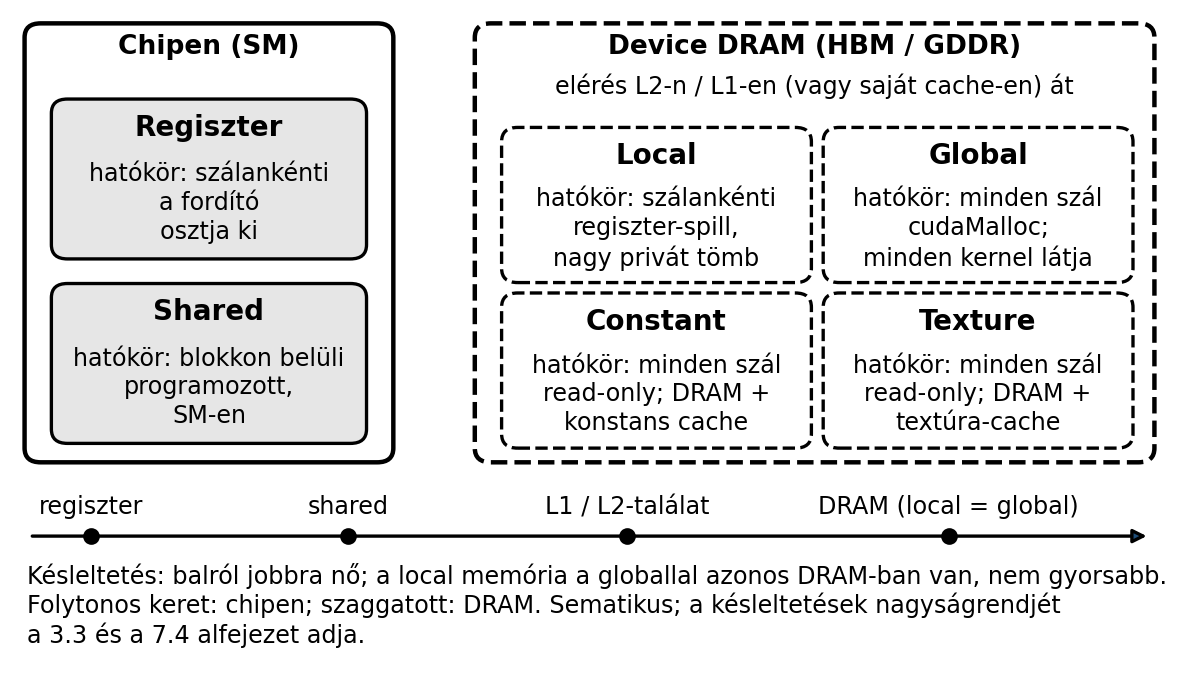 Chipen (SM)
Regiszter
hatókör: szálankénti
a fordító
osztja ki
Shared
hatókör: blokkon belüli
programozott,
SM-en
Device DRAM (HBM / GDDR)
elérés L2-n / L1-en (vagy saját cache-en) át
Local
hatókör: szálankénti
regiszter-spill,
nagy privát tömb
Global
hatókör: minden szál
cudaMalloc;
minden kernel látja
Constant
hatókör: minden szál
read-only; DRAM +
konstans cache
Texture
hatókör: minden szál
read-only; DRAM +
textúra-cache
regiszter
shared
L1 / L2-találat
DRAM (local = global)
Késleltetés: balról jobbra nő; a local memória a globallal azonos DRAM-ban van, nem gyorsabb.
Folytonos keret: chipen; szaggatott: DRAM. Sematikus; a késleltetések nagyságrendjét
a 3.3 és a 7.4 alfejezet adja.